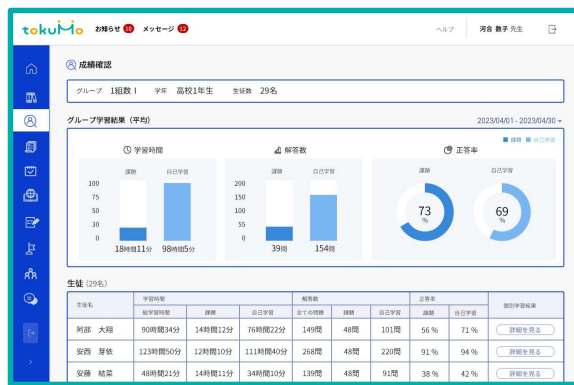 tokuMo お知らせ 10 メッセージ 12 ヘルプ 河合 数子 先生
成績確認
グループ 1組数Ⅰ 学年 高校1年生 生徒数 29名
グループ学習結果（平均） 2023/04/01 - 2023/04/30
課題 自己学習
学習時間 解答数 正答率
課題 自己学習 課題 自己学習 課題 自己学習
100 200
75 150
50 100
30 55
0 0
73 % 69 %
18時間11分 98時間5分 39問 154問
生徒 (29名)
生徒名 学習時間 解答数 正答率 個別学習結果
総学習時間 課題 自己学習 全ての問題 課題 自己学習 課題 自己学習
阿部 大翔 90時間34分 14時間12分 76時間22分 149問 48問 101問 56 % 71 % 詳細を見る
安西 芽依 123時間50分 12時間10分 111時間40分 268問 48問 220問 91 % 94 % 詳細を見る
安藤 結菜 48時間21分 14時間11分 34時間10分 139問 48問 91問 38 % 42 % 詳細を見る